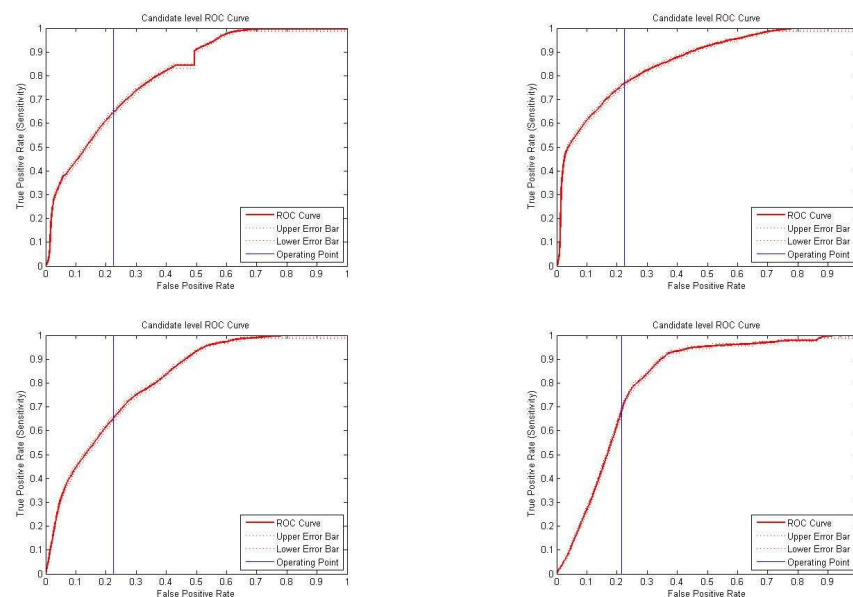 Candidate level ROC Curve
True Positive Rate (Sensitivity)
1
0.9
0.8
0.7
0.6
0.5
0.4
0.3
0.2
0.1
0
ROC Curve
Upper Error Bar
Lower Error Bar
Operating Point
0 0.1 0.2 0.3 0.4 0.5 0.6 0.7 0.8 0.9 1
False Positive Rate
Candidate level ROC Curve
True Positive Rate (Sensitivity)
1
0.9
0.8
0.7
0.6
0.5
0.4
0.3
0.2
0.1
0
ROC Curve
Upper Error Bar
Lower Error Bar
Operating Point
0 0.1 0.2 0.3 0.4 0.5 0.6 0.7 0.8 0.9
False Positive Rate
Candidate level ROC Curve
True Positive Rate (Sensitivity)
1
0.9
0.8
0.7
0.6
0.5
0.4
0.3
0.2
0.1
0
ROC Curve
Upper Error Bar
Lower Error Bar
Operating Point
0 0.1 0.2 0.3 0.4 0.5 0.6 0.7 0.8 0.9 1
False Positive Rate
Candidate level ROC Curve
True Positive Rate (Sensitivity)
1
0.9
0.8
0.7
0.6
0.5
0.4
0.3
0.2
0.1
0
ROC Curve
Upper Error Bar
Lower Error Bar
Operating Point
0 0.1 0.2 0.3 0.4 0.5 0.6 0.7 0.8 0.9
False Positive Rate